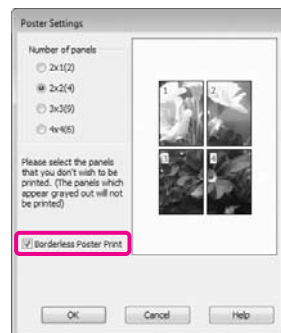 Poster Settings
Number of panels
2x1(2)
2x2(4)
3x3(9)
1
2
3
4
Please select the panels
that you don't wish to be
printed. (The panels which
appear grayed out will not
be printed)
Borderless Poster Print
OK
Cancel
Help